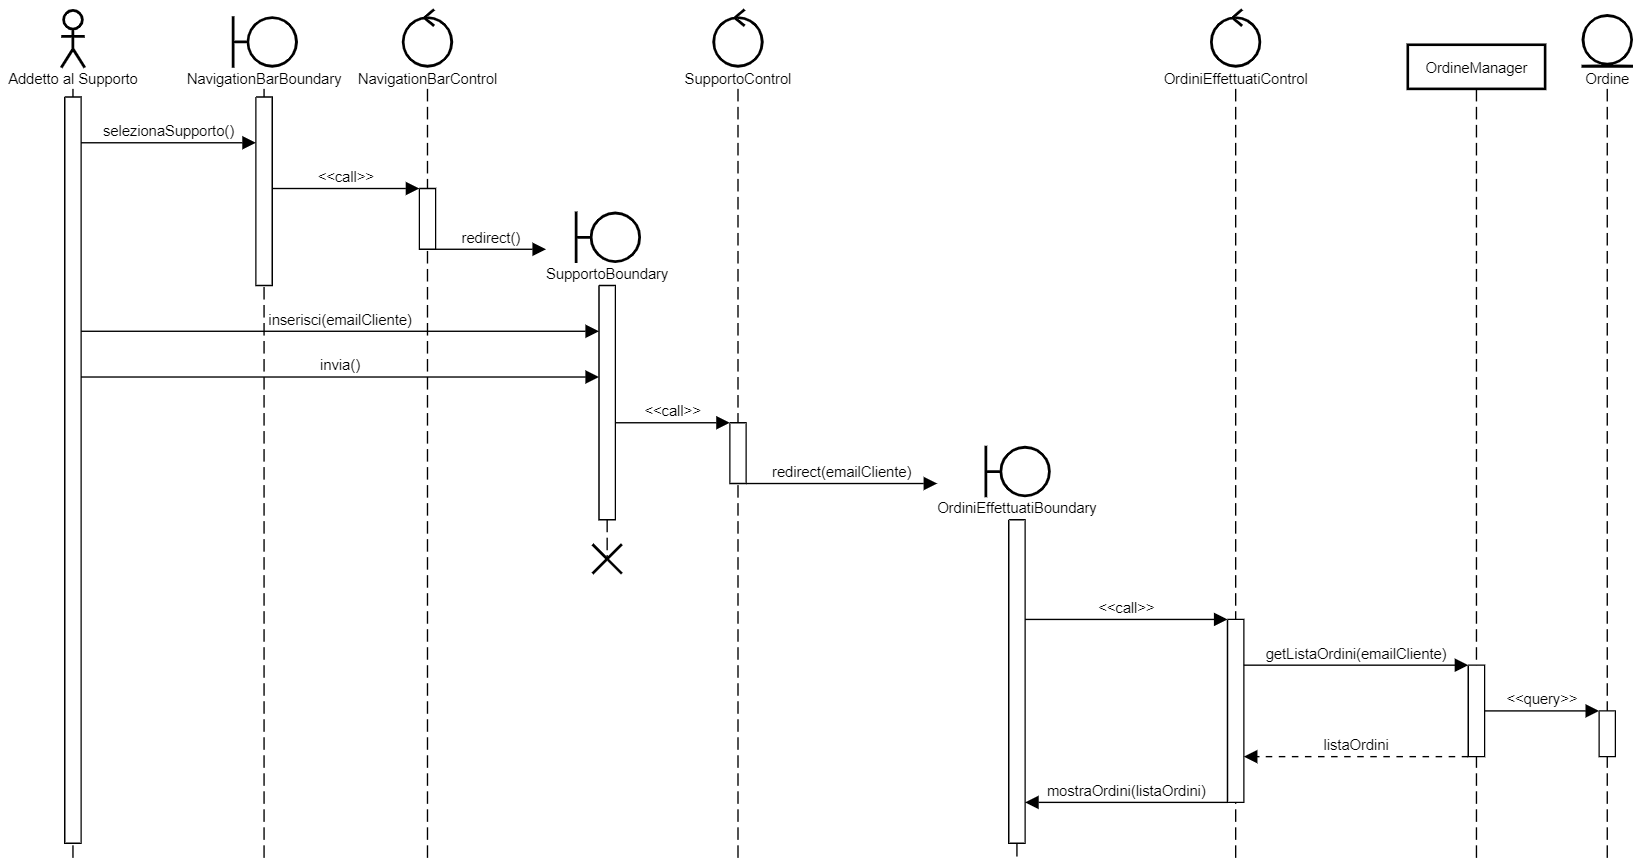 Addetto al Supporto
NavigationBarBoundary
NavigationBarControl
SupportoControl
OrdiniEffettuatiControl
OrdineManager
Ordine
selezionaSupporto()
<<call>>
redirect()
SupportoBoundary
inserisci(emailCliente)
invia()
<<call>>
redirect(emailCliente)
OrdiniEffettuatiBoundary
<<call>>
getListaOrdini(emailCliente)
<<query>>
listaOrdini
mostraOrdini(listaOrdini)